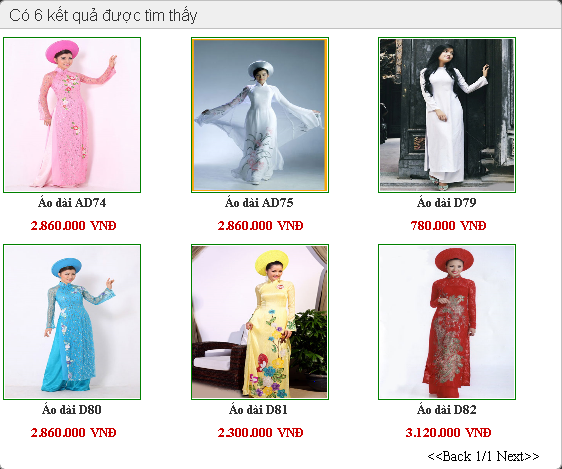 Có 6 kết quả được tìm thấy
Áo dài AD74
Áo dài AD75
Áo dài D79
2.860.000 VNĐ
2.860.000 VNĐ
780.000 VNĐ
Áo dài D80
Áo dài D81
Áo dài D82
2.860.000 VNĐ
2.300.000 VNĐ
3.120.000 VNĐ
<<Back 1/1 Next>>